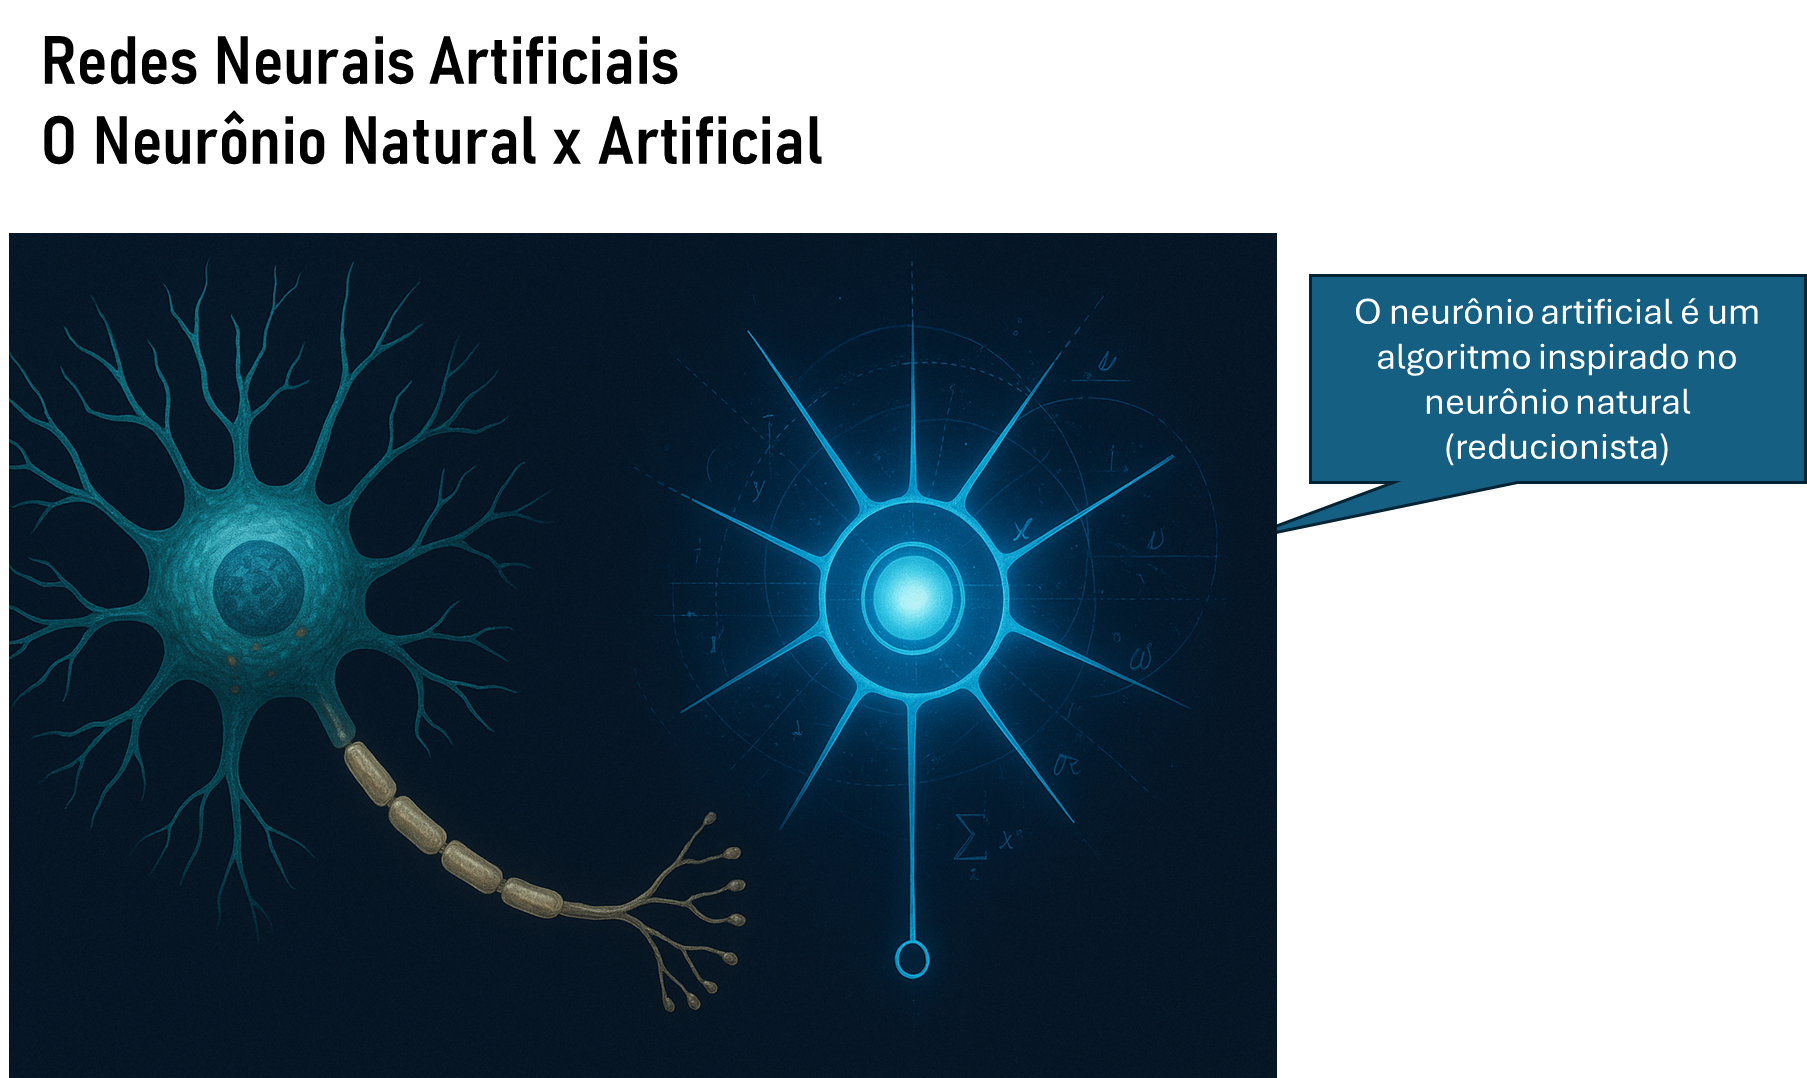 Redes Neurais Artificiais
O Neurônio Natural x Artificial
O neurônio artificial é um
algoritmo inspirado no
neurônio natural
(reducionista)
x
ω
∑ x